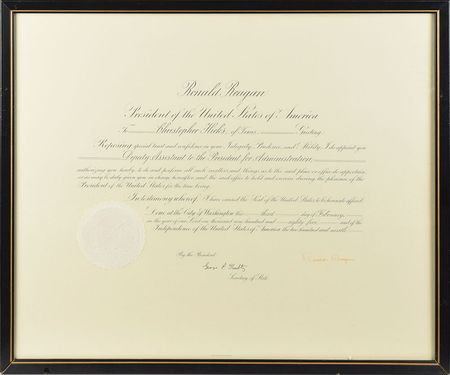 Ronald Reagan
President of the United States of America
To Christopher Hicks, of Texas, Greeting:
Reposing special trust and confidence in your Integrity, Prudence, and Ability, I do appoint you
Deputy Assistant to the President for Administration
authorizing you hereby to do and perform all such matters and things as to the said place or office do appertain,
or as may be duly given you in charge hereafter, and the said office to hold and exercise during the pleasure of the
President of the United States for the time being.
In testimony whereof, I have caused the Seal of the United States to be hereunto affixed.
Done at the City of Washington this third day of February,
in the year of our Lord one thousand nine hundred and eighty five and of the
Independence of the United States of America the two hundred and ninth.
By the President:
Ronald Reagan
George P. Shultz
Secretary of State.